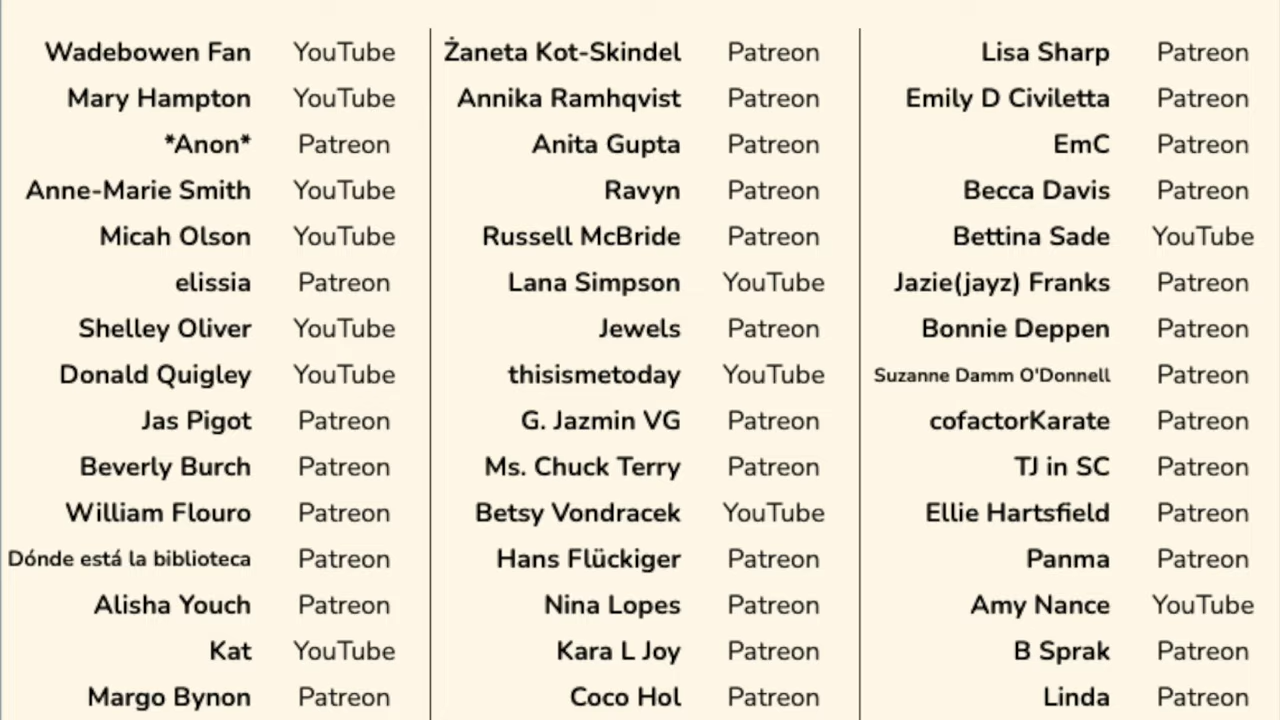 Wadebowen Fan YouTube
Mary Hampton YouTube
*Anon* Patreon
Anne-Marie Smith YouTube
Micah Olson YouTube
elissia Patreon
Shelley Oliver YouTube
Donald Quigley YouTube
Jas Pigot Patreon
Beverly Burch Patreon
William Flouro Patreon
Dónde está la biblioteca Patreon
Alisha Youch Patreon
Kat YouTube
Margo Bynon Patreon
Żaneta Kot-Skindel Patreon
Annika Ramhqvist Patreon
Anita Gupta Patreon
Ravyn Patreon
Russell McBride Patreon
Lana Simpson YouTube
Jewels Patreon
thisismetoday YouTube
G. Jazmin VG Patreon
Ms. Chuck Terry Patreon
Betsy Vondracek YouTube
Hans Flückiger Patreon
Nina Lopes Patreon
Kara L Joy Patreon
Coco Hol Patreon
Lisa Sharp Patreon
Emily D Civiletta Patreon
EmC Patreon
Becca Davis Patreon
Bettina Sade YouTube
Jazie(jayz) Franks Patreon
Bonnie Deppen Patreon
Suzanne Damm O'Donnell Patreon
cofactorKarate Patreon
TJ in SC Patreon
Ellie Hartsfield Patreon
Panma Patreon
Amy Nance YouTube
B Sprak Patreon
Linda Patreon